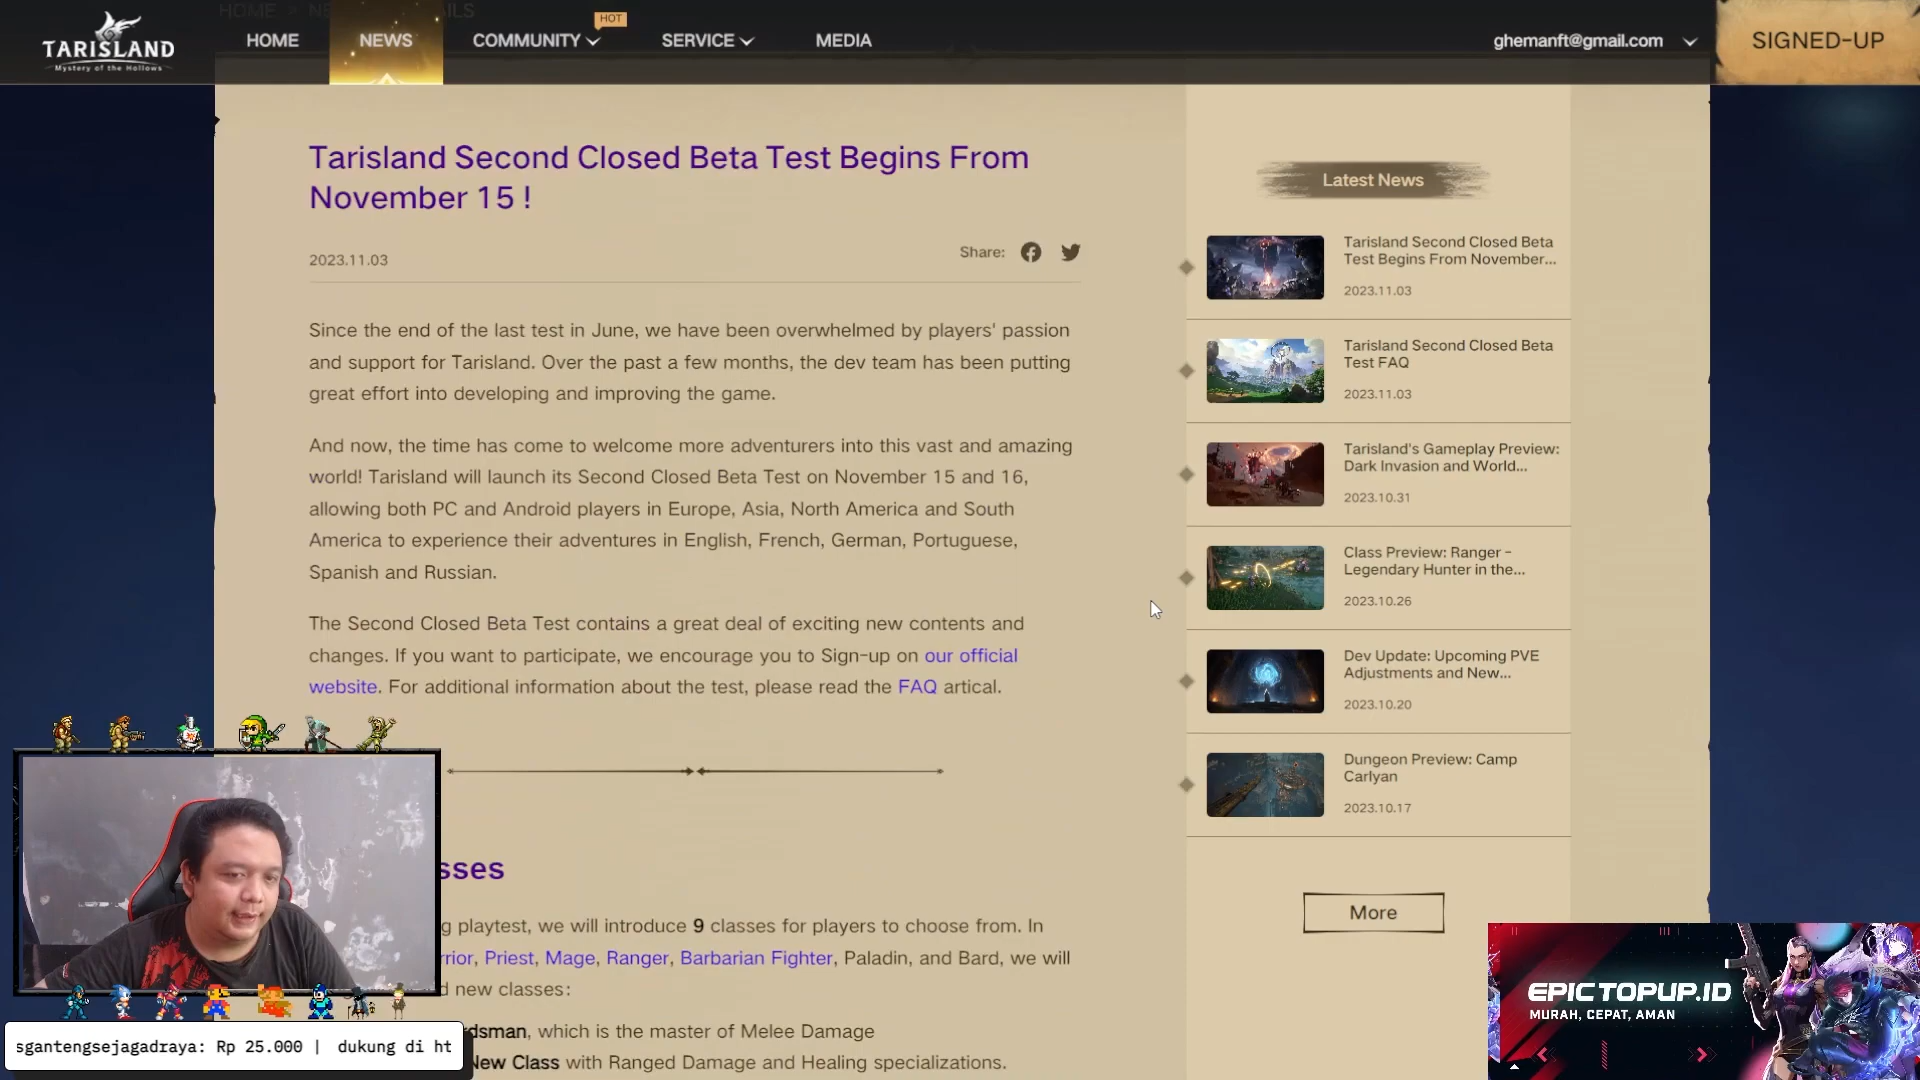 HOME
NEWS
COMMUNITY
HOT
SERVICE
MEDIA
ghemanft@gmail.com
SIGNED-UP
TARISLAND
Mystery of the Hollows
Tarisland Second Closed Beta Test Begins From
November 15 !
2023.11.03
Share:
Since the end of the last test in June, we have been overwhelmed by players' passion
and support for Tarisland. Over the past a few months, the dev team has been putting
great effort into developing and improving the game.
And now, the time has come to welcome more adventurers into this vast and amazing
world! Tarisland will launch its Second Closed Beta Test on November 15 and 16,
allowing both PC and Android players in Europe, Asia, North America and South
America to experience their adventures in English, French, German, Portuguese,
Spanish and Russian.
The Second Closed Beta Test contains a great deal of exciting new contents and
changes. If you want to participate, we encourage you to Sign-up on our official
website. For additional information about the test, please read the FAQ artical.
sses
g playtest, we will introduce 9 classes for players to choose from. In
rrior, Priest, Mage, Ranger, Barbarian Fighter, Paladin, and Bard, we will
d new classes:
dsman, which is the master of Melee Damage
New Class with Ranged Damage and Healing specializations.
Latest News
Tarisland Second Closed Beta
Test Begins From November...
2023.11.03
Tarisland Second Closed Beta
Test FAQ
2023.11.03
Tarisland's Gameplay Preview:
Dark Invasion and World...
2023.10.31
Class Preview: Ranger -
Legendary Hunter in the...
2023.10.26
Dev Update: Upcoming PVE
Adjustments and New...
2023.10.20
Dungeon Preview: Camp
Carlyan
2023.10.17
More
sgantengsejagadraya: Rp 25.000 | dukung di ht
EPICTOPUP.ID
MURAH, CEPAT, AMAN